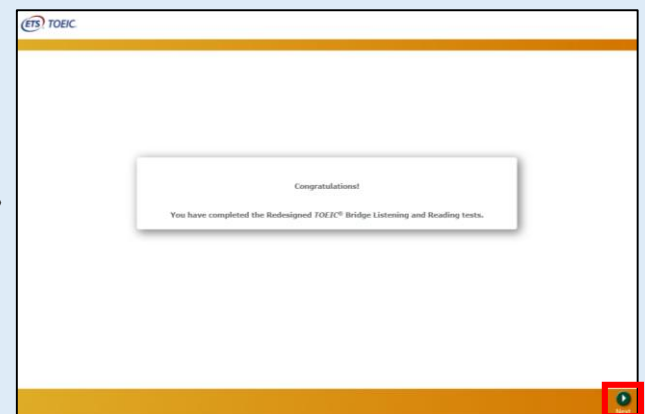 ETS TOEIC
Congratulations!
You have completed the Redesigned TOEIC® Bridge Listening and Reading tests.
Next